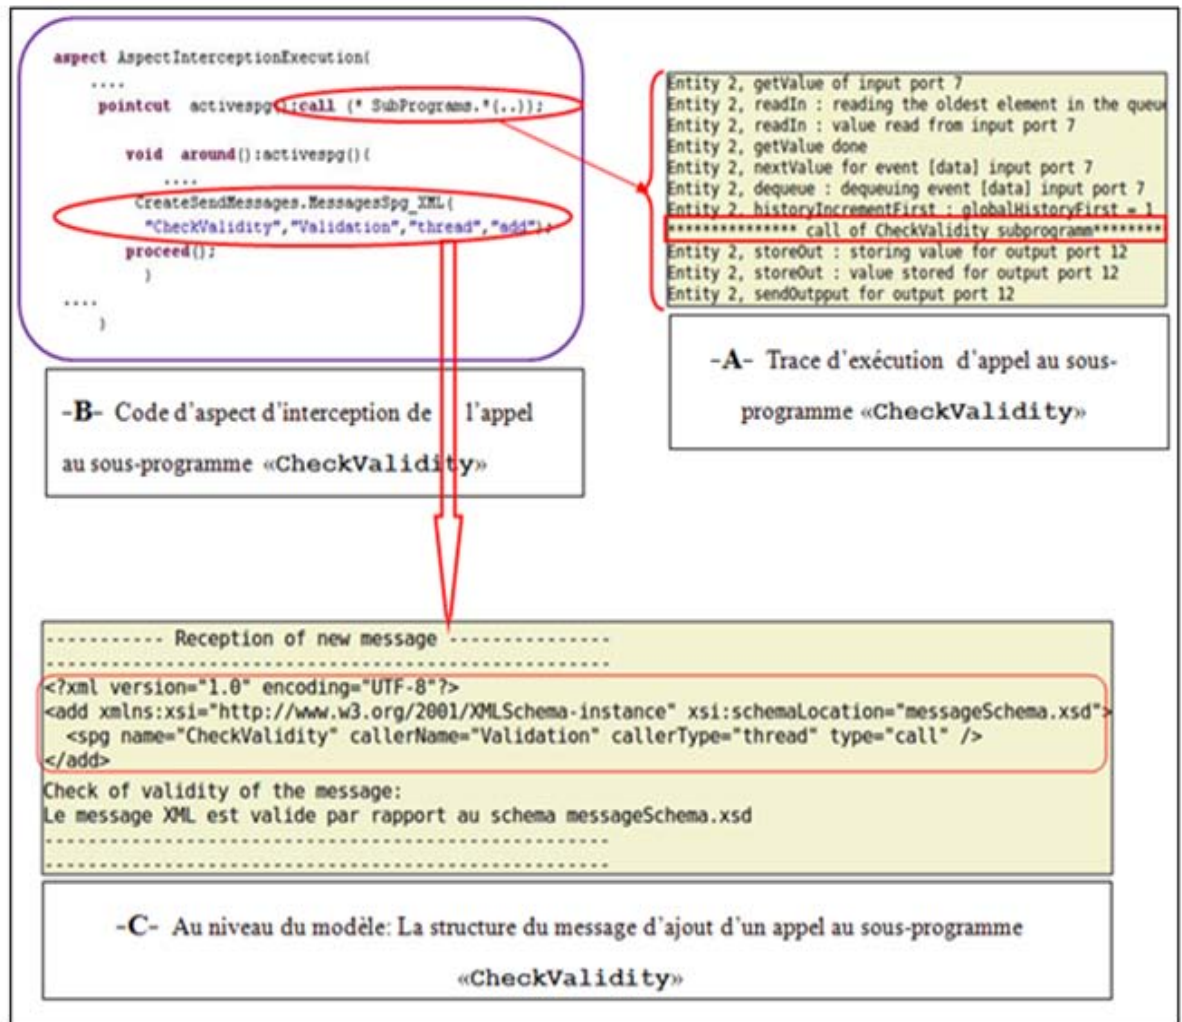 aspect AspectInterceptionExecution{
....
pointcut activespg():call (* SubPrograms.*(..));
void around():activespg(){
....
CreateSendMessages.MessagesSpg_XML(
"CheckValidity","Validation","thread","add");
proceed();
}
....
}
-B- Code d'aspect d'interception de l'appel
au sous-programme «CheckValidity»
Entity 2, getValue of input port 7
Entity 2, readIn : reading the oldest element in the queue
Entity 2, readIn : value read from input port 7
Entity 2, getValue done
Entity 2, nextValue for event [data] input port 7
Entity 2, dequeue : dequeuing event [data] input port 7
Entity 2, historyIncrementFirst : globalHistoryFirst = 1
*************** call of CheckValidity subprogramm********
Entity 2, storeOut : storing value for output port 12
Entity 2, storeOut : value stored for output port 12
Entity 2, sendOutpput for output port 12
-A- Trace d'exécution d'appel au sous-
programme «CheckValidity»
----------- Reception of new message ---------------
----------------------------------------------------
<?xml version="1.0" encoding="UTF-8"?>
<add xmlns:xsi="http://www.w3.org/2001/XMLSchema-instance" xsi:schemaLocation="messageSchema.xsd">
<spg name="CheckValidity" callerName="Validation" callerType="thread" type="call" />
</add>
Check of validity of the message:
Le message XML est valide par rapport au schema messageSchema.xsd
----------------------------------------------------
----------------------------------------------------
-C- Au niveau du modèle: La structure du message d'ajout d'un appel au sous-programme
«CheckValidity»